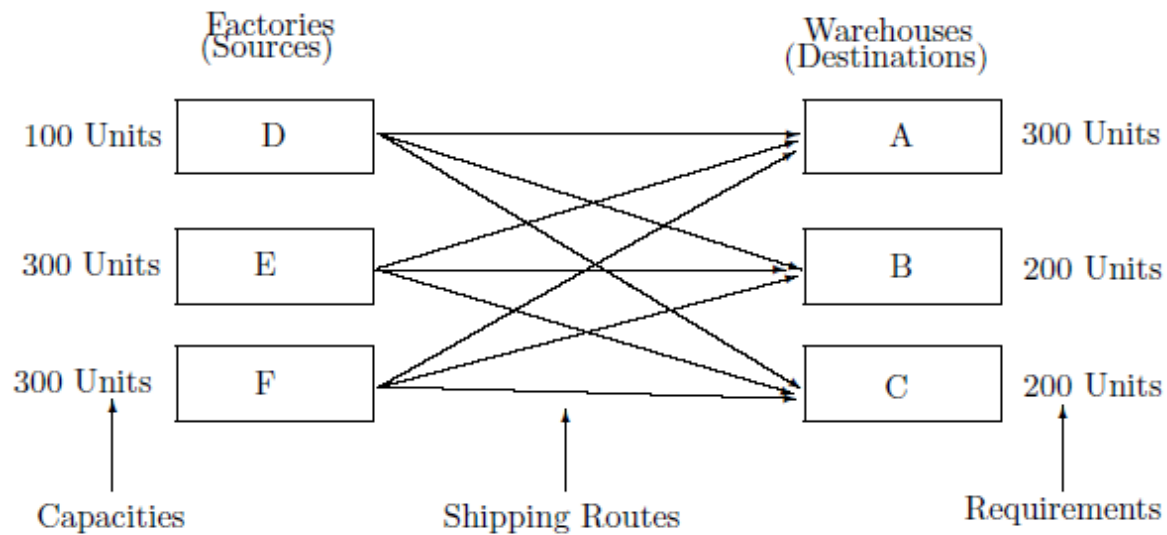 Factories
(Sources)
Warehouses
(Destinations)
100 Units
D
A
300 Units
300 Units
E
B
200 Units
300 Units
F
C
200 Units
Capacities
Shipping Routes
Requirements